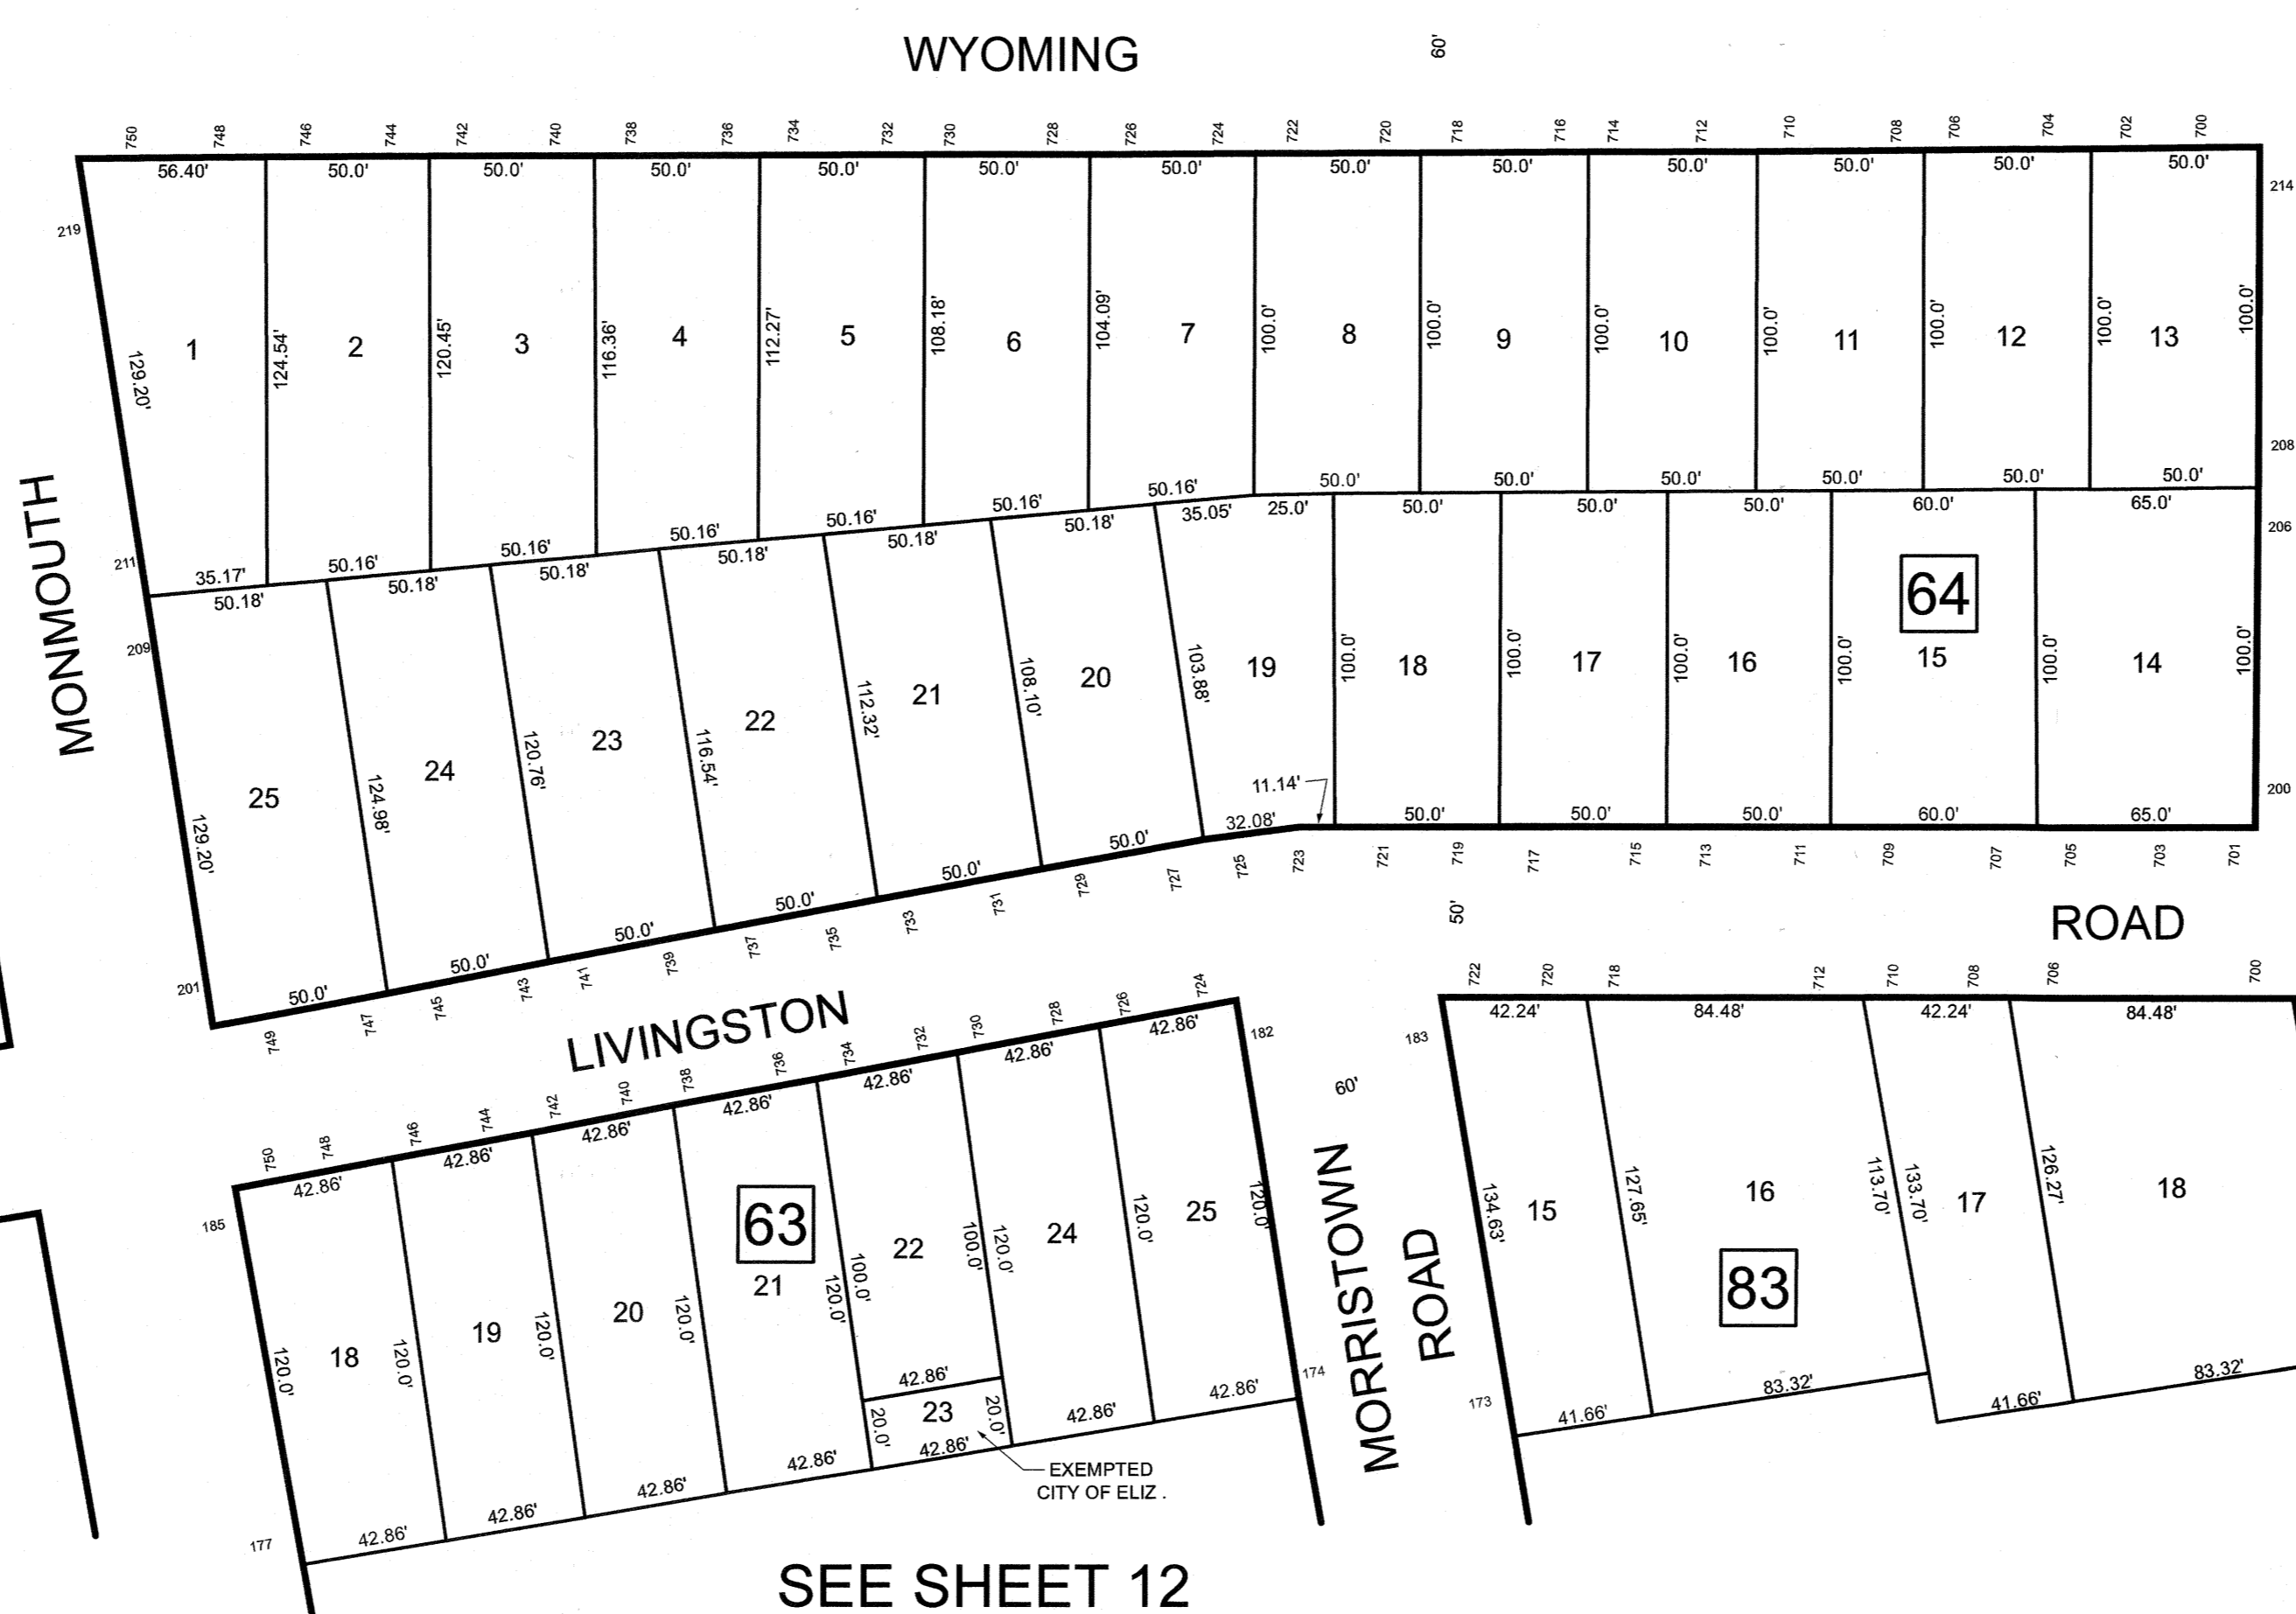 WYOMING
60'
750 748 746 744 742 740 738 736 734 732 730 728 726 724 722 720 718 716 714 712 710 708 706 704 702 700
56.40' 50.0' 50.0' 50.0' 50.0' 50.0' 50.0' 50.0' 50.0' 50.0' 50.0' 50.0' 50.0'
214
219
1 2 3 4 5 6 7 8 9 10 11 12 13
129.20' 124.54' 120.45' 116.36' 112.27' 108.18' 104.09' 100.0' 100.0' 100.0' 100.0' 100.0' 100.0' 100.0'
208
35.17' 50.16' 50.16' 50.16' 50.16' 50.16' 50.16' 50.0' 50.0' 50.0' 50.0' 50.0' 50.0'
211
206
50.18' 50.18' 50.18' 50.18' 50.18' 50.18' 35.05' 25.0' 50.0' 50.0' 50.0' 60.0' 65.0'
MONMOUTH
209
64
25 24 23 22 21 20 19 18 17 16 15 14
129.20' 124.98' 120.76' 116.54' 112.32' 108.10' 103.88' 100.0' 100.0' 100.0' 100.0' 100.0' 100.0'
200
11.14'
201
50.0' 50.0' 50.0' 50.0' 50.0' 50.0' 32.08' 50.0' 50.0' 50.0' 60.0' 65.0'
749 747 745 743 741 739 737 735 733 731 729 727 725 723 721 719 717 715 713 711 709 707 705 703 701
50'
LIVINGSTON
ROAD
750 748 746 744 742 740 738 736 734 732 730 728 726 724
42.86' 42.86' 42.86' 42.86' 42.86' 42.86' 42.86'
182
185
63
18 19 20 21 22 24 25
120.0' 120.0' 120.0' 120.0' 120.0' 100.0' 100.0' 120.0' 120.0' 120.0'
42.86'
20.0' 23 20.0'
174
42.86' 42.86' 42.86' 42.86' 42.86' 42.86' 42.86'
177
EXEMPTED
CITY OF ELIZ .
60'
MORRISTOWN
ROAD
722 720 718 712 710 708 706 700
42.24' 84.48' 42.24' 84.48'
183
15 16 17 18
134.63' 127.65' 113.70' 133.70' 126.27'
83
173
41.66' 83.32' 41.66' 83.32'
SEE SHEET 12